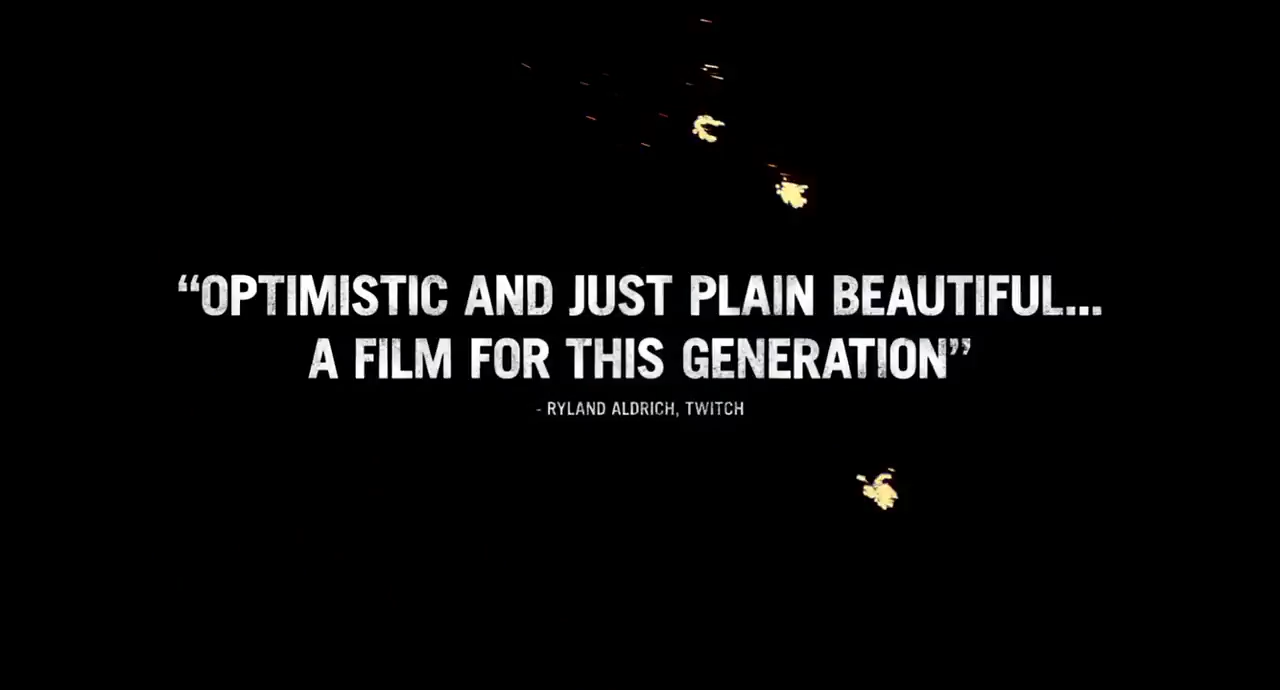 “OPTIMISTIC AND JUST PLAIN BEAUTIFUL...
A FILM FOR THIS GENERATION”
- RYLAND ALDRICH, TWITCH